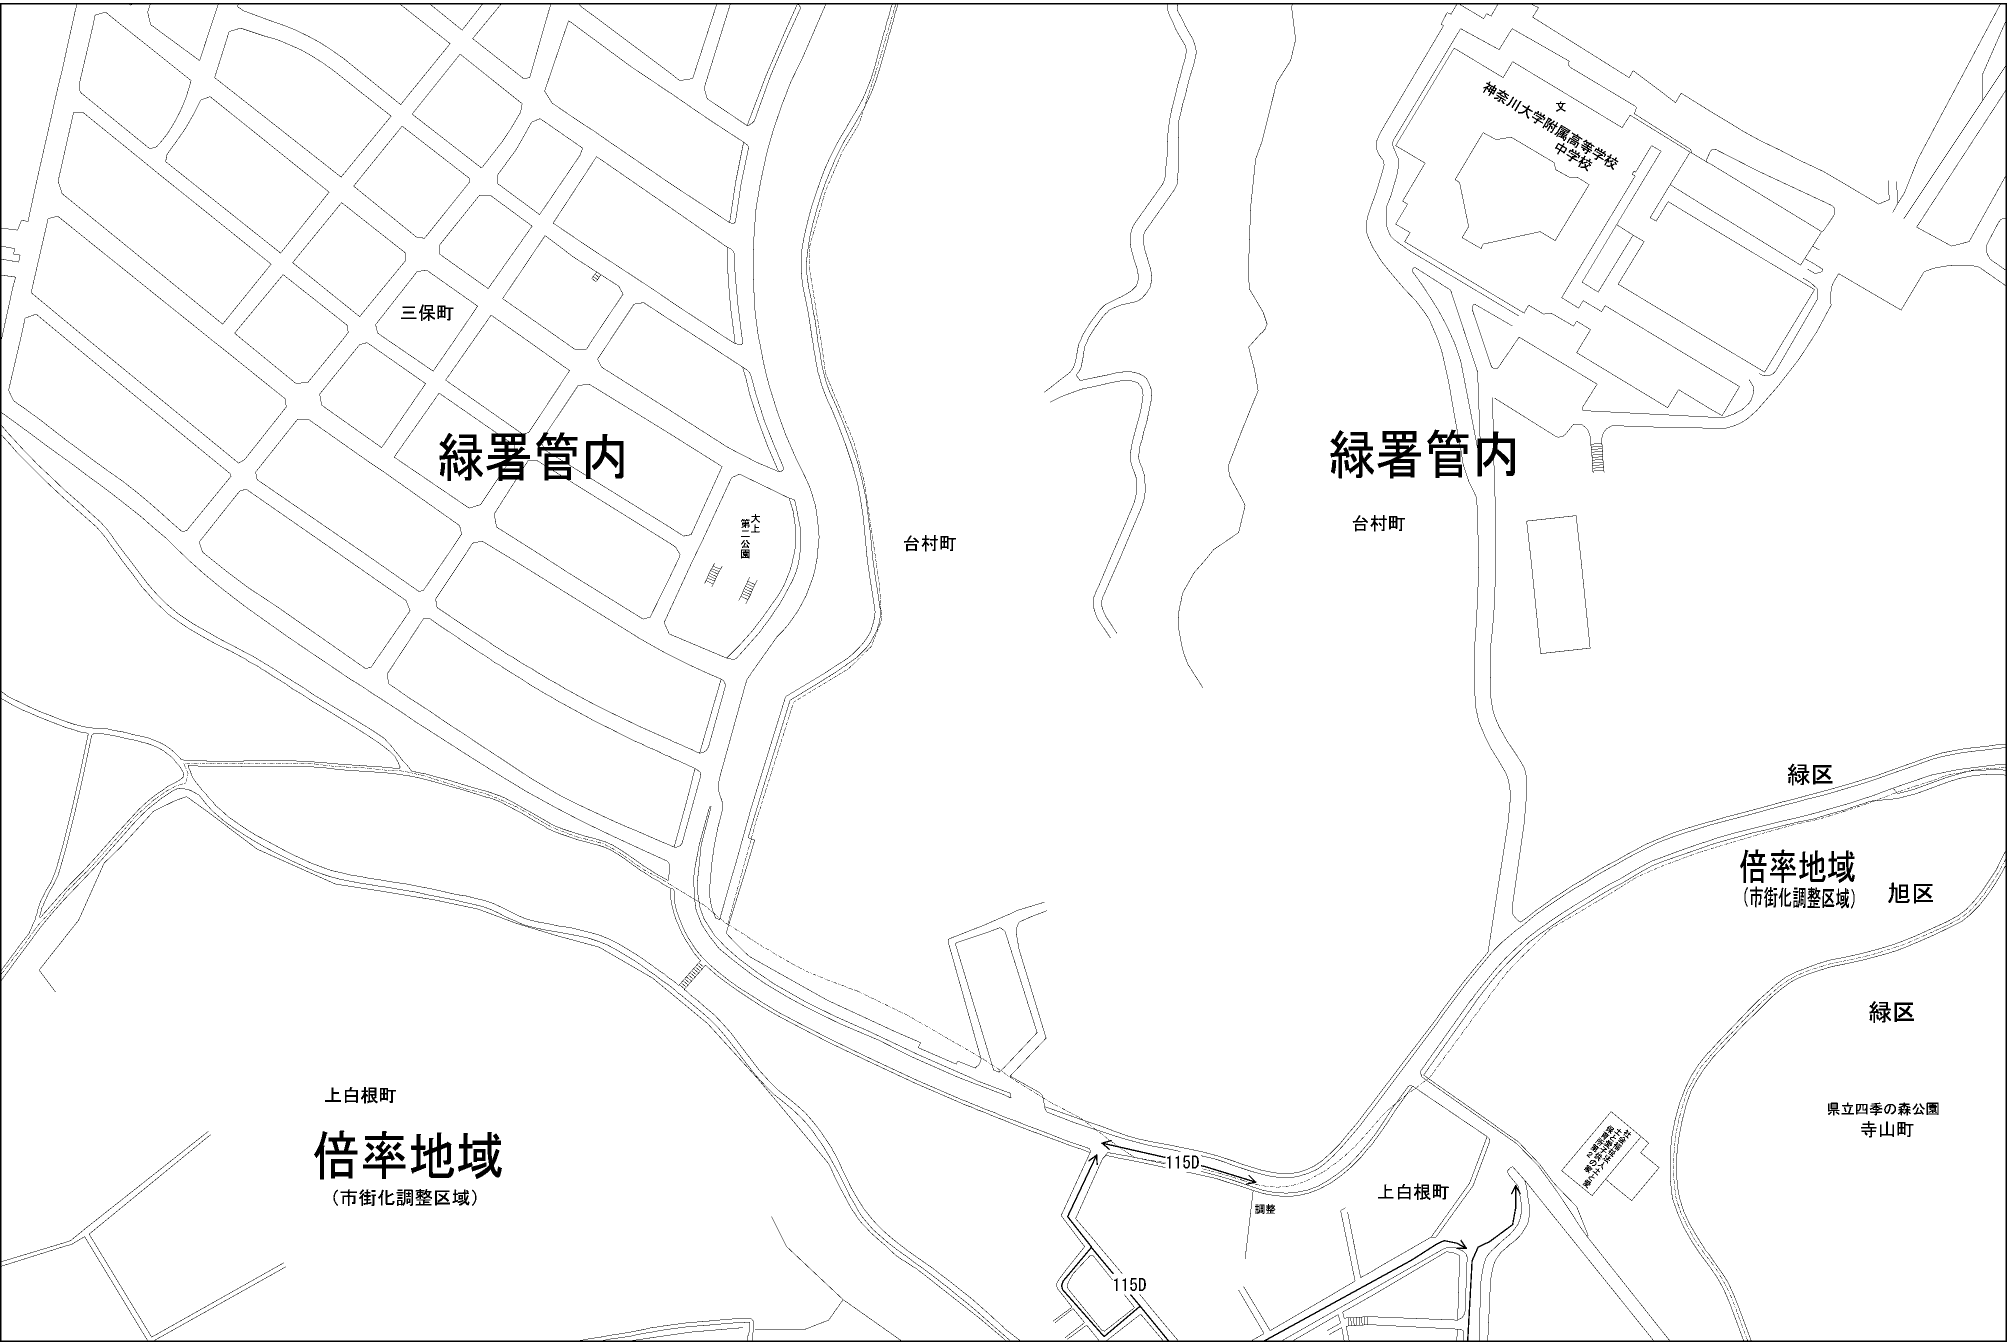 神奈川大学附属高等学校
中学校
文
三保町
緑署管内
緑署管内
大上
第二公園
台村町
台村町
緑区
倍率地域
(市街化調整区域)
旭区
緑区
県立四季の森公園
寺山町
上白根町
倍率地域
(市街化調整区域)
115D
上白根町
調整
115D